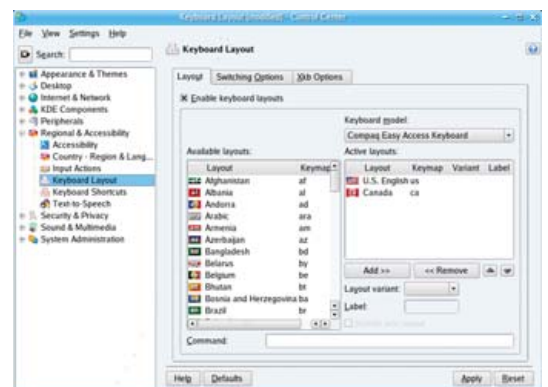 Keyboard Layout [modified] - Control Center
File View Settings Help
Search:
Appearance & Themes
Desktop
Internet & Network
KDE Components
Peripherals
Regional & Accessibility
Accessibility
Country - Region & Lang...
Input Actions
Keyboard Layout
Keyboard Shortcuts
Text-to-Speech
Security & Privacy
Sound & Multimedia
System Administration
Keyboard Layout
Layout Switching Options Xkb Options
Enable keyboard layouts
Keyboard model:
Compaq Easy Access Keyboard
Available layouts:
Layout Keymap
Afghanistan af
Albania al
Andorra ad
Arabic ara
Armenia am
Azerbaijan az
Bangladesh bd
Belarus by
Belgium be
Bhutan bt
Bosnia and Herzegovina ba
Brazil br
Active layouts:
Layout Keymap Variant Label
U.S. English us
Canada ca
Add >> << Remove
Layout variant:
Label:
Command:
Help Defaults Apply Reset